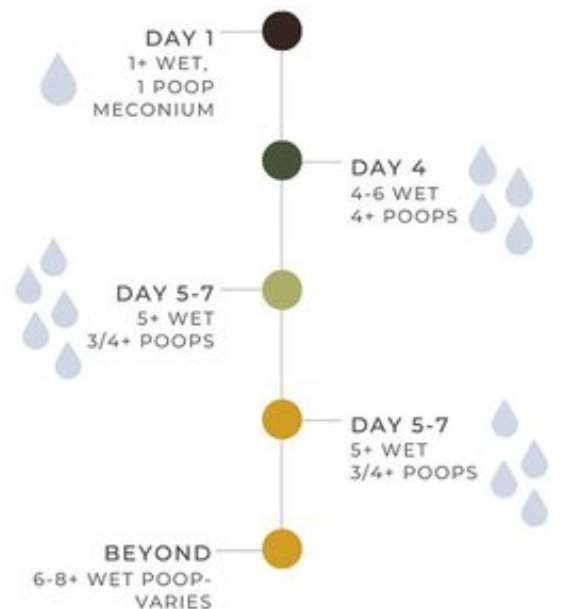 DAY 1
1+ WET,
1 POOP
MECONIUM
DAY 4
4-6 WET
4+ POOPS
DAY 5-7
5+ WET
3/4+ POOPS
DAY 5-7
5+ WET
3/4+ POOPS
BEYOND
6-8+ WET POOP-
VARIES